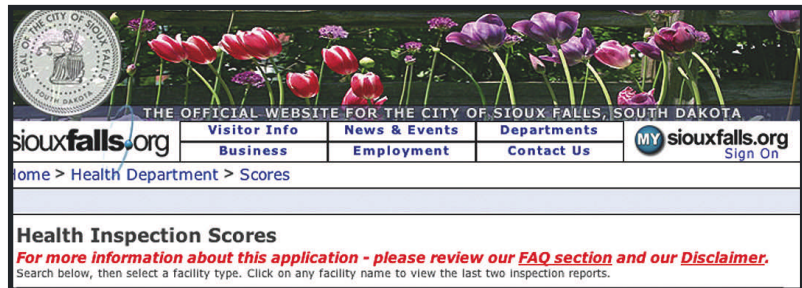 SEAL OF THE CITY OF SIOUX FALLS
SOUTH DAKOTA
THE OFFICIAL WEBSITE FOR THE CITY OF SIOUX FALLS, SOUTH DAKOTA
siouxfalls.org
Visitor Info News & Events Departments
Business Employment Contact Us
MY siouxfalls.org
Sign On
Home > Health Department > Scores
Health Inspection Scores
For more information about this application - please review our FAQ section and our Disclaimer.
Search below, then select a facility type. Click on any facility name to view the last two inspection reports.